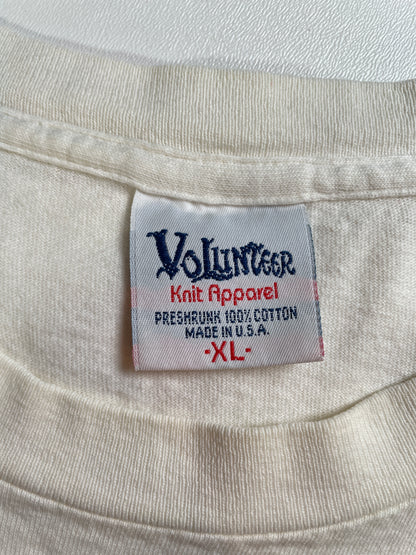 VOLUNTEER
Knit Apparel
PRESHRUNK 100% COTTON
MADE IN U.S.A.
-XL-